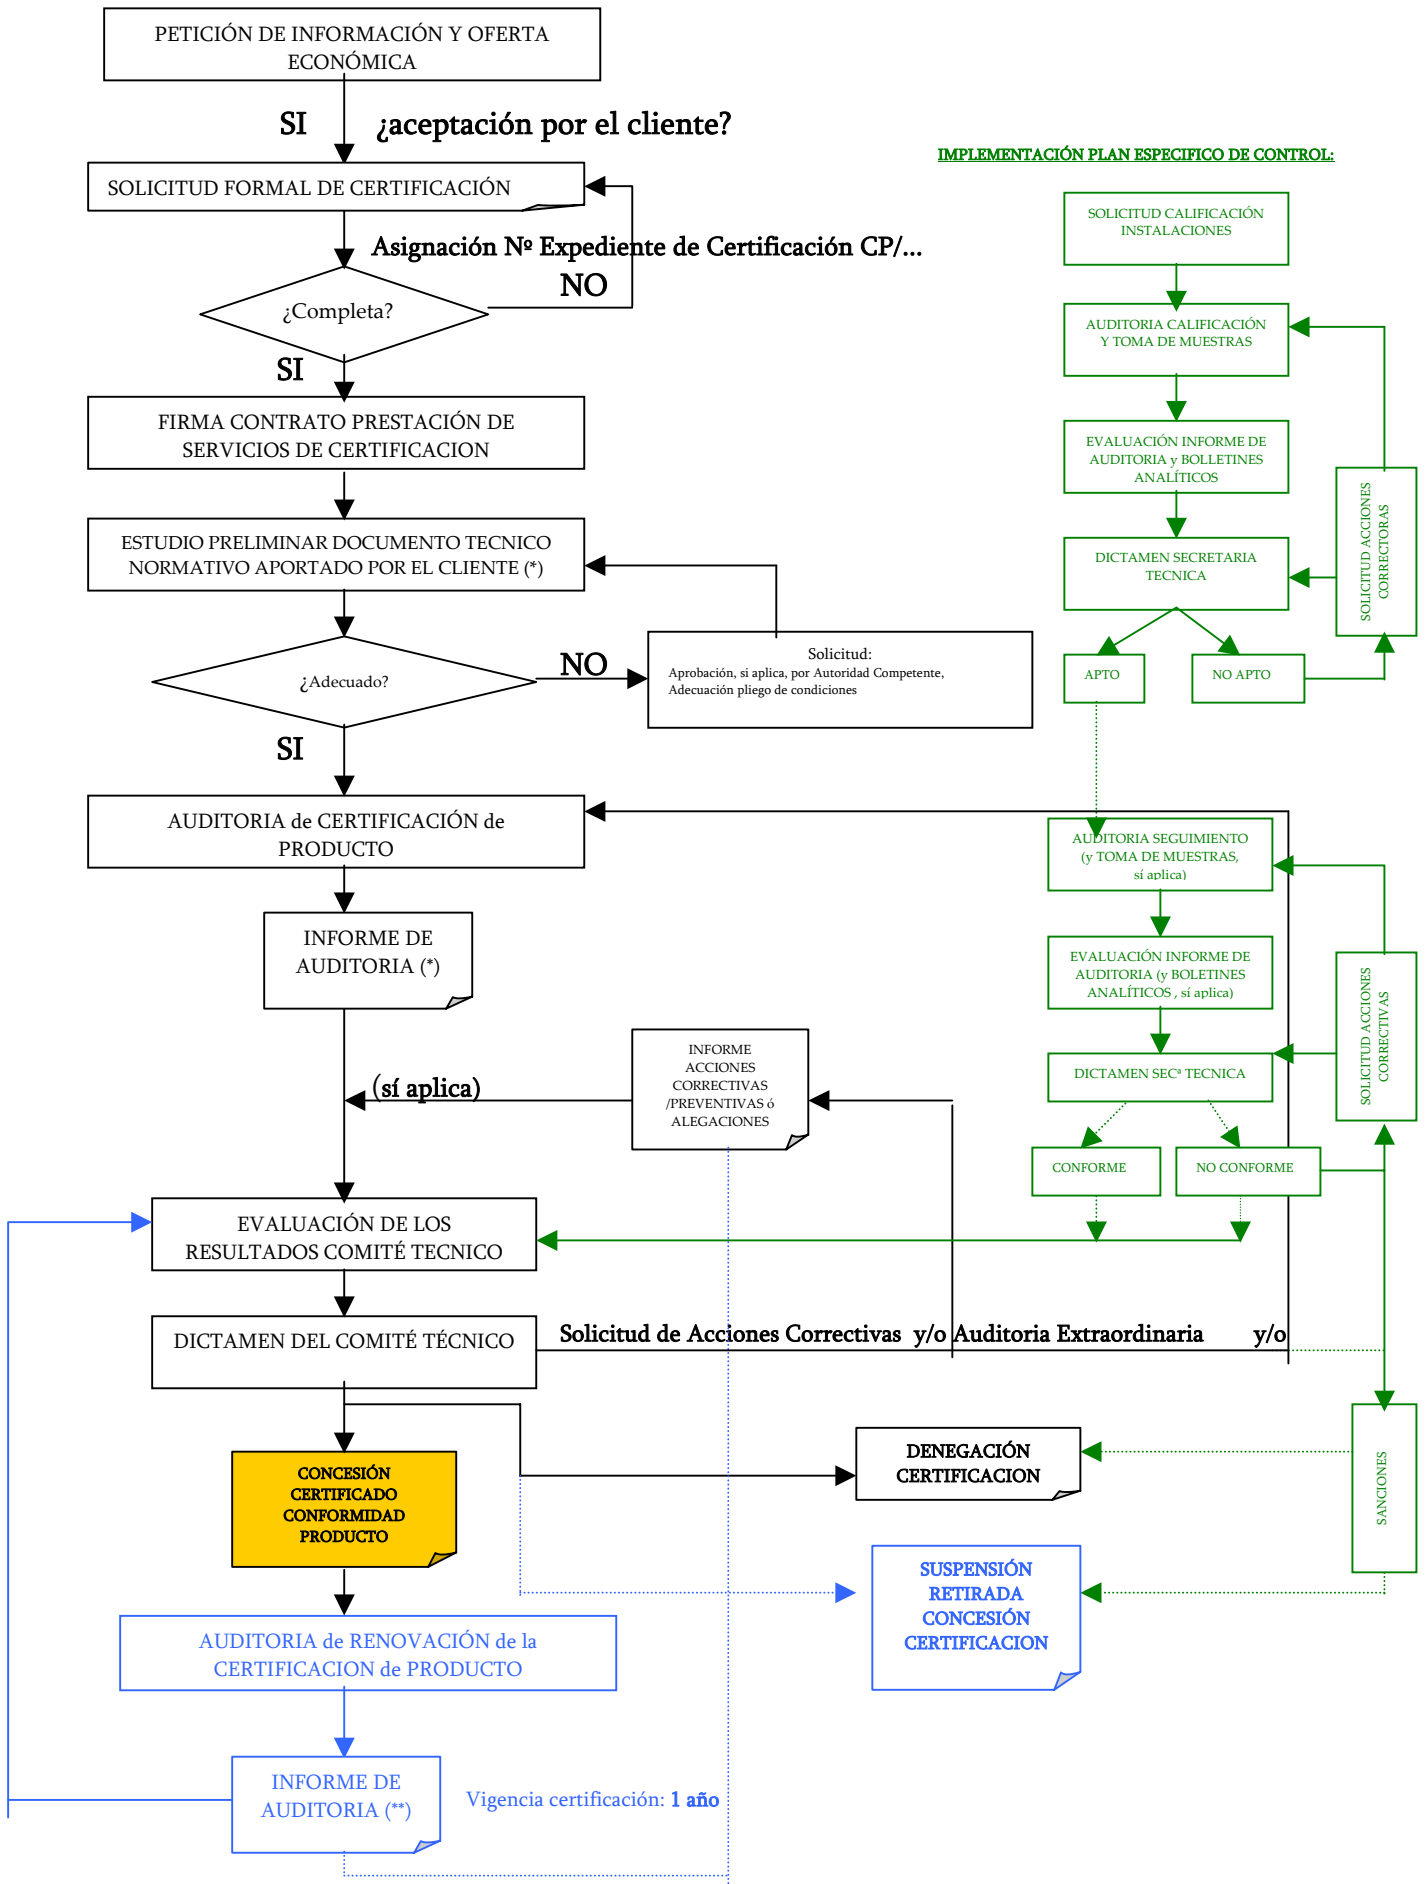 PETICIÓN DE INFORMACIÓN Y OFERTA
ECONÓMICA
SI
¿aceptación por el cliente?
SOLICITUD FORMAL DE CERTIFICACIÓN
Asignación Nº Expediente de Certificación CP/...
NO
¿Completa?
SI
FIRMA CONTRATO PRESTACIÓN DE
SERVICIOS DE CERTIFICACION
ESTUDIO PRELIMINAR DOCUMENTO TECNICO
NORMATIVO APORTADO POR EL CLIENTE (*)
¿Adecuado?
NO
Solicitud:
Aprobación, si aplica, por Autoridad Competente,
Adecuación pliego de condiciones
SI
AUDITORIA de CERTIFICACIÓN de
PRODUCTO
INFORME DE
AUDITORIA (*)
(sí aplica)
INFORME
ACCIONES
CORRECTIVAS
/PREVENTIVAS ó
ALEGACIONES
EVALUACIÓN DE LOS
RESULTADOS COMITÉ TECNICO
DICTAMEN DEL COMITÉ TÉCNICO
Solicitud de Acciones Correctivas y/o Auditoria Extraordinaria y/o
CONCESIÓN
CERTIFICADO
CONFORMIDAD
PRODUCTO
DENEGACIÓN
CERTIFICACION
SUSPENSIÓN
RETIRADA
CONCESIÓN
CERTIFICACION
AUDITORIA de RENOVACIÓN de la
CERTIFICACION de PRODUCTO
INFORME DE
AUDITORIA (**)
Vigencia certificación: 1 año
IMPLEMENTACIÓN PLAN ESPECIFICO DE CONTROL:
SOLICITUD CALIFICACIÓN
INSTALACIONES
AUDITORIA CALIFICACIÓN
Y TOMA DE MUESTRAS
EVALUACIÓN INFORME DE
AUDITORIA y BOLLETINES
ANALÍTICOS
DICTAMEN SECRETARIA
TECNICA
SOLICITUD ACCIONES
CORRECTORAS
APTO
NO APTO
AUDITORIA SEGUIMIENTO
(y TOMA DE MUESTRAS,
sí aplica)
EVALUACIÓN INFORME DE
AUDITORIA (y BOLETINES
ANALÍTICOS , sí aplica)
DICTAMEN SECª TECNICA
SOLICITUD ACCIONES
CORRECTIVAS
CONFORME
NO CONFORME
SANCIONES